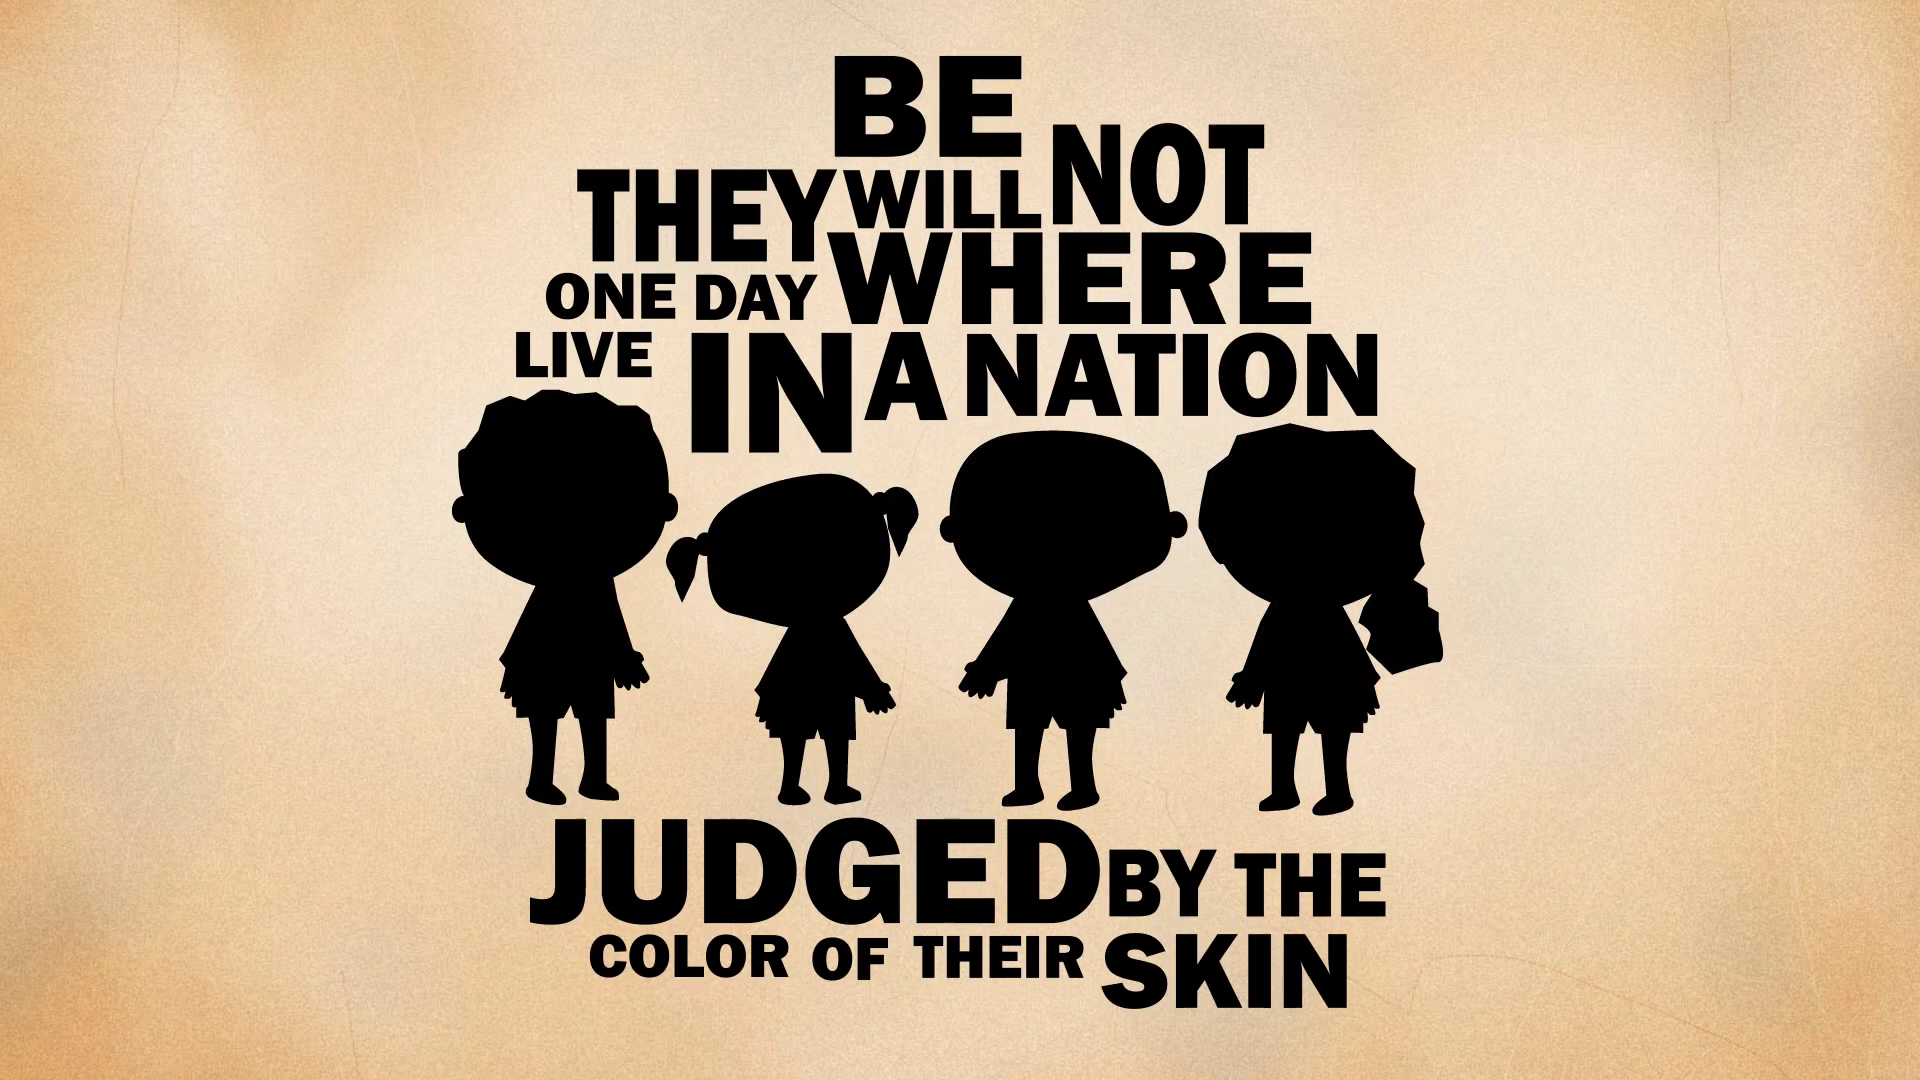 BE
THEY WILL NOT
ONE DAY WHERE
LIVE IN A NATION
JUDGED BY THE
COLOR OF THEIR SKIN